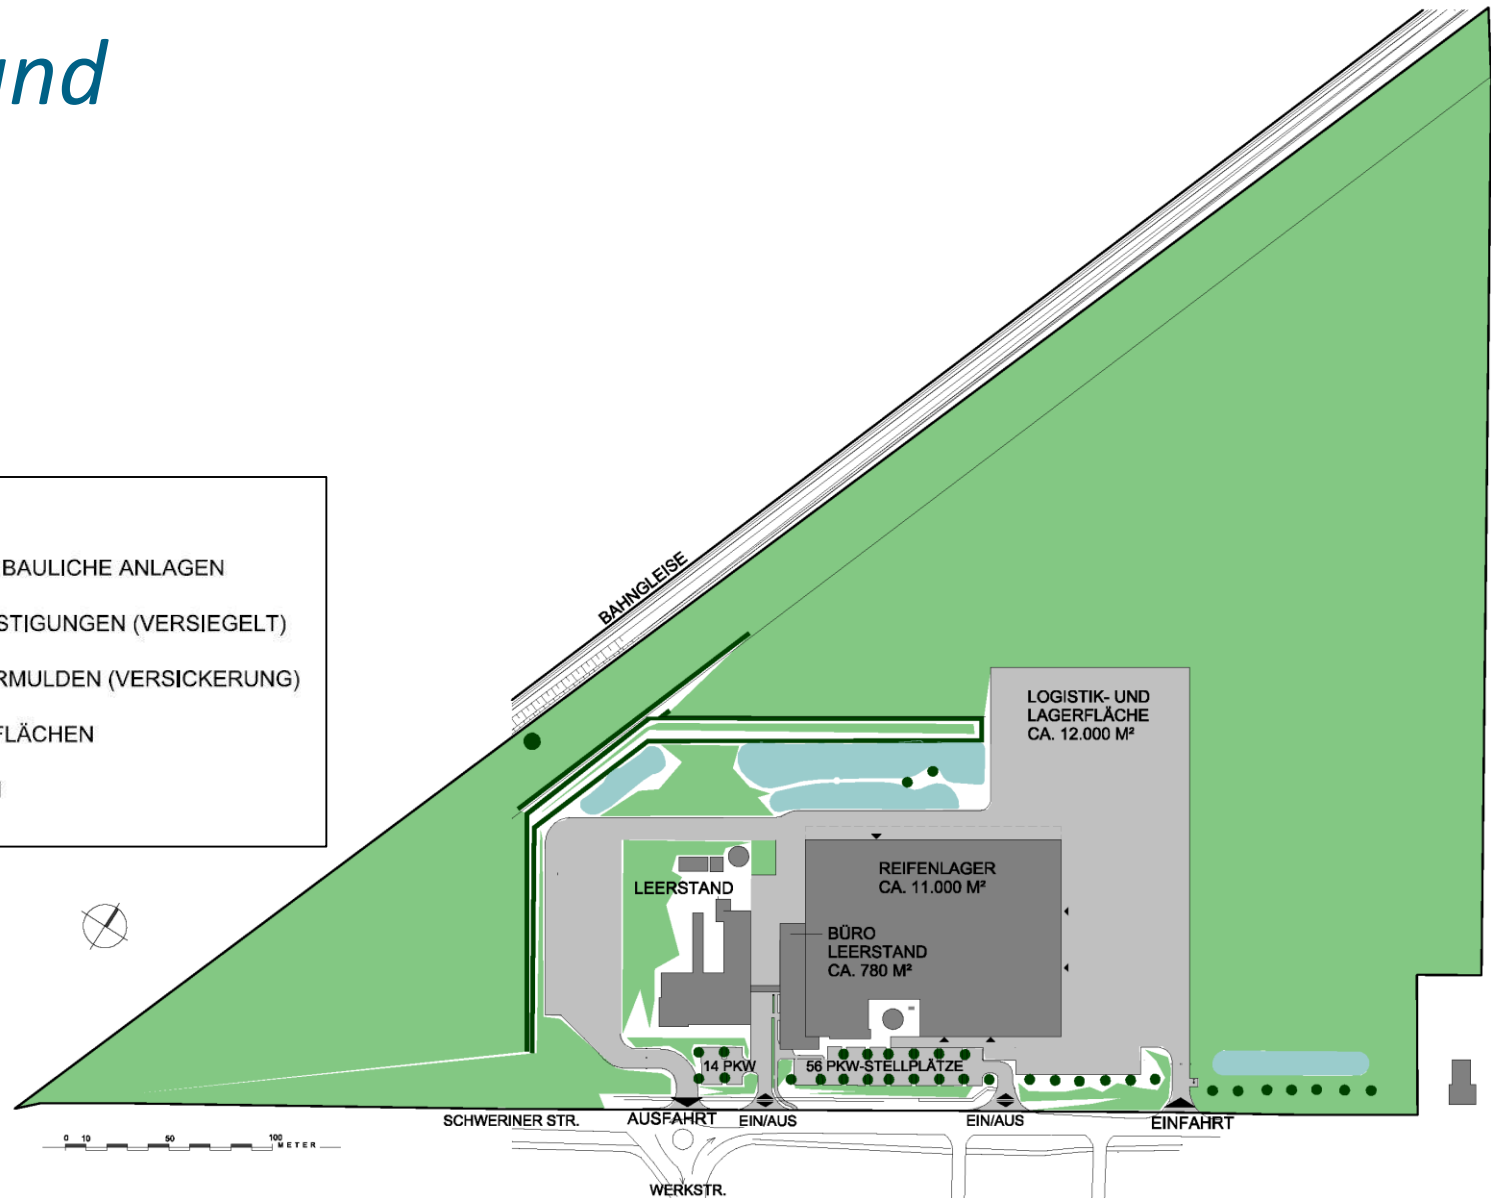 und
BAULICHE ANLAGEN
STIGUNGEN (VERSIEGELT)
RMULDEN (VERSICKERUNG)
FLÄCHEN
BAHNGLEISE
LOGISTIK- UND
LAGERFLÄCHE
CA. 12.000 M²
REIFENLAGER
CA. 11.000 M²
LEERSTAND
BÜRO
LEERSTAND
CA. 780 M²
14 PKW
56 PKW-STELLPLÄTZE
SCHWERINER STR.
AUSFAHRT
EIN/AUS
EIN/AUS
EINFAHRT
0 10 50 100
METER
WERKSTR.